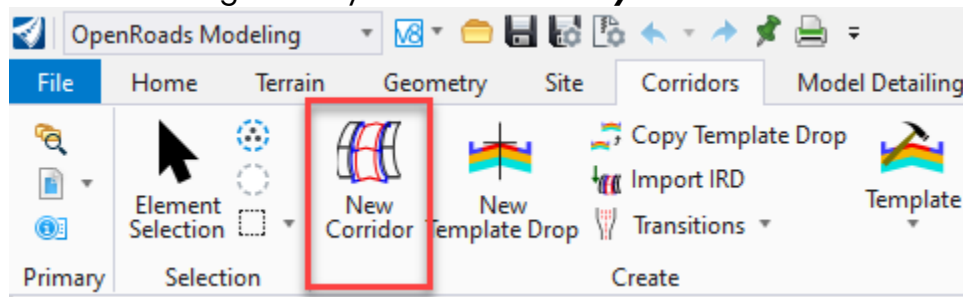 OpenRoads Modeling
File Home Terrain Geometry Site Corridors Model Detailing
Element Selection
New Corridor
New Template Drop
Copy Template Drop
Import IRD
Transitions
Template
Primary Selection Create